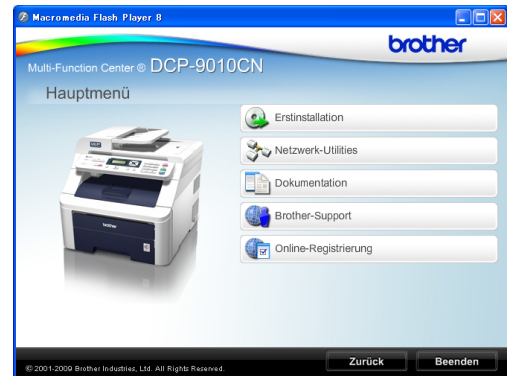 Macromedia Flash Player 8
brother
Multi-Function Center ® DCP-9010CN
Hauptmenü
Erstinstallation
Netzwerk-Utilities
Dokumentation
Brother-Support
Online-Registrierung
brother
Zurück
Beenden
© 2001-2009 Brother Industries, Ltd. All Rights Reserved.